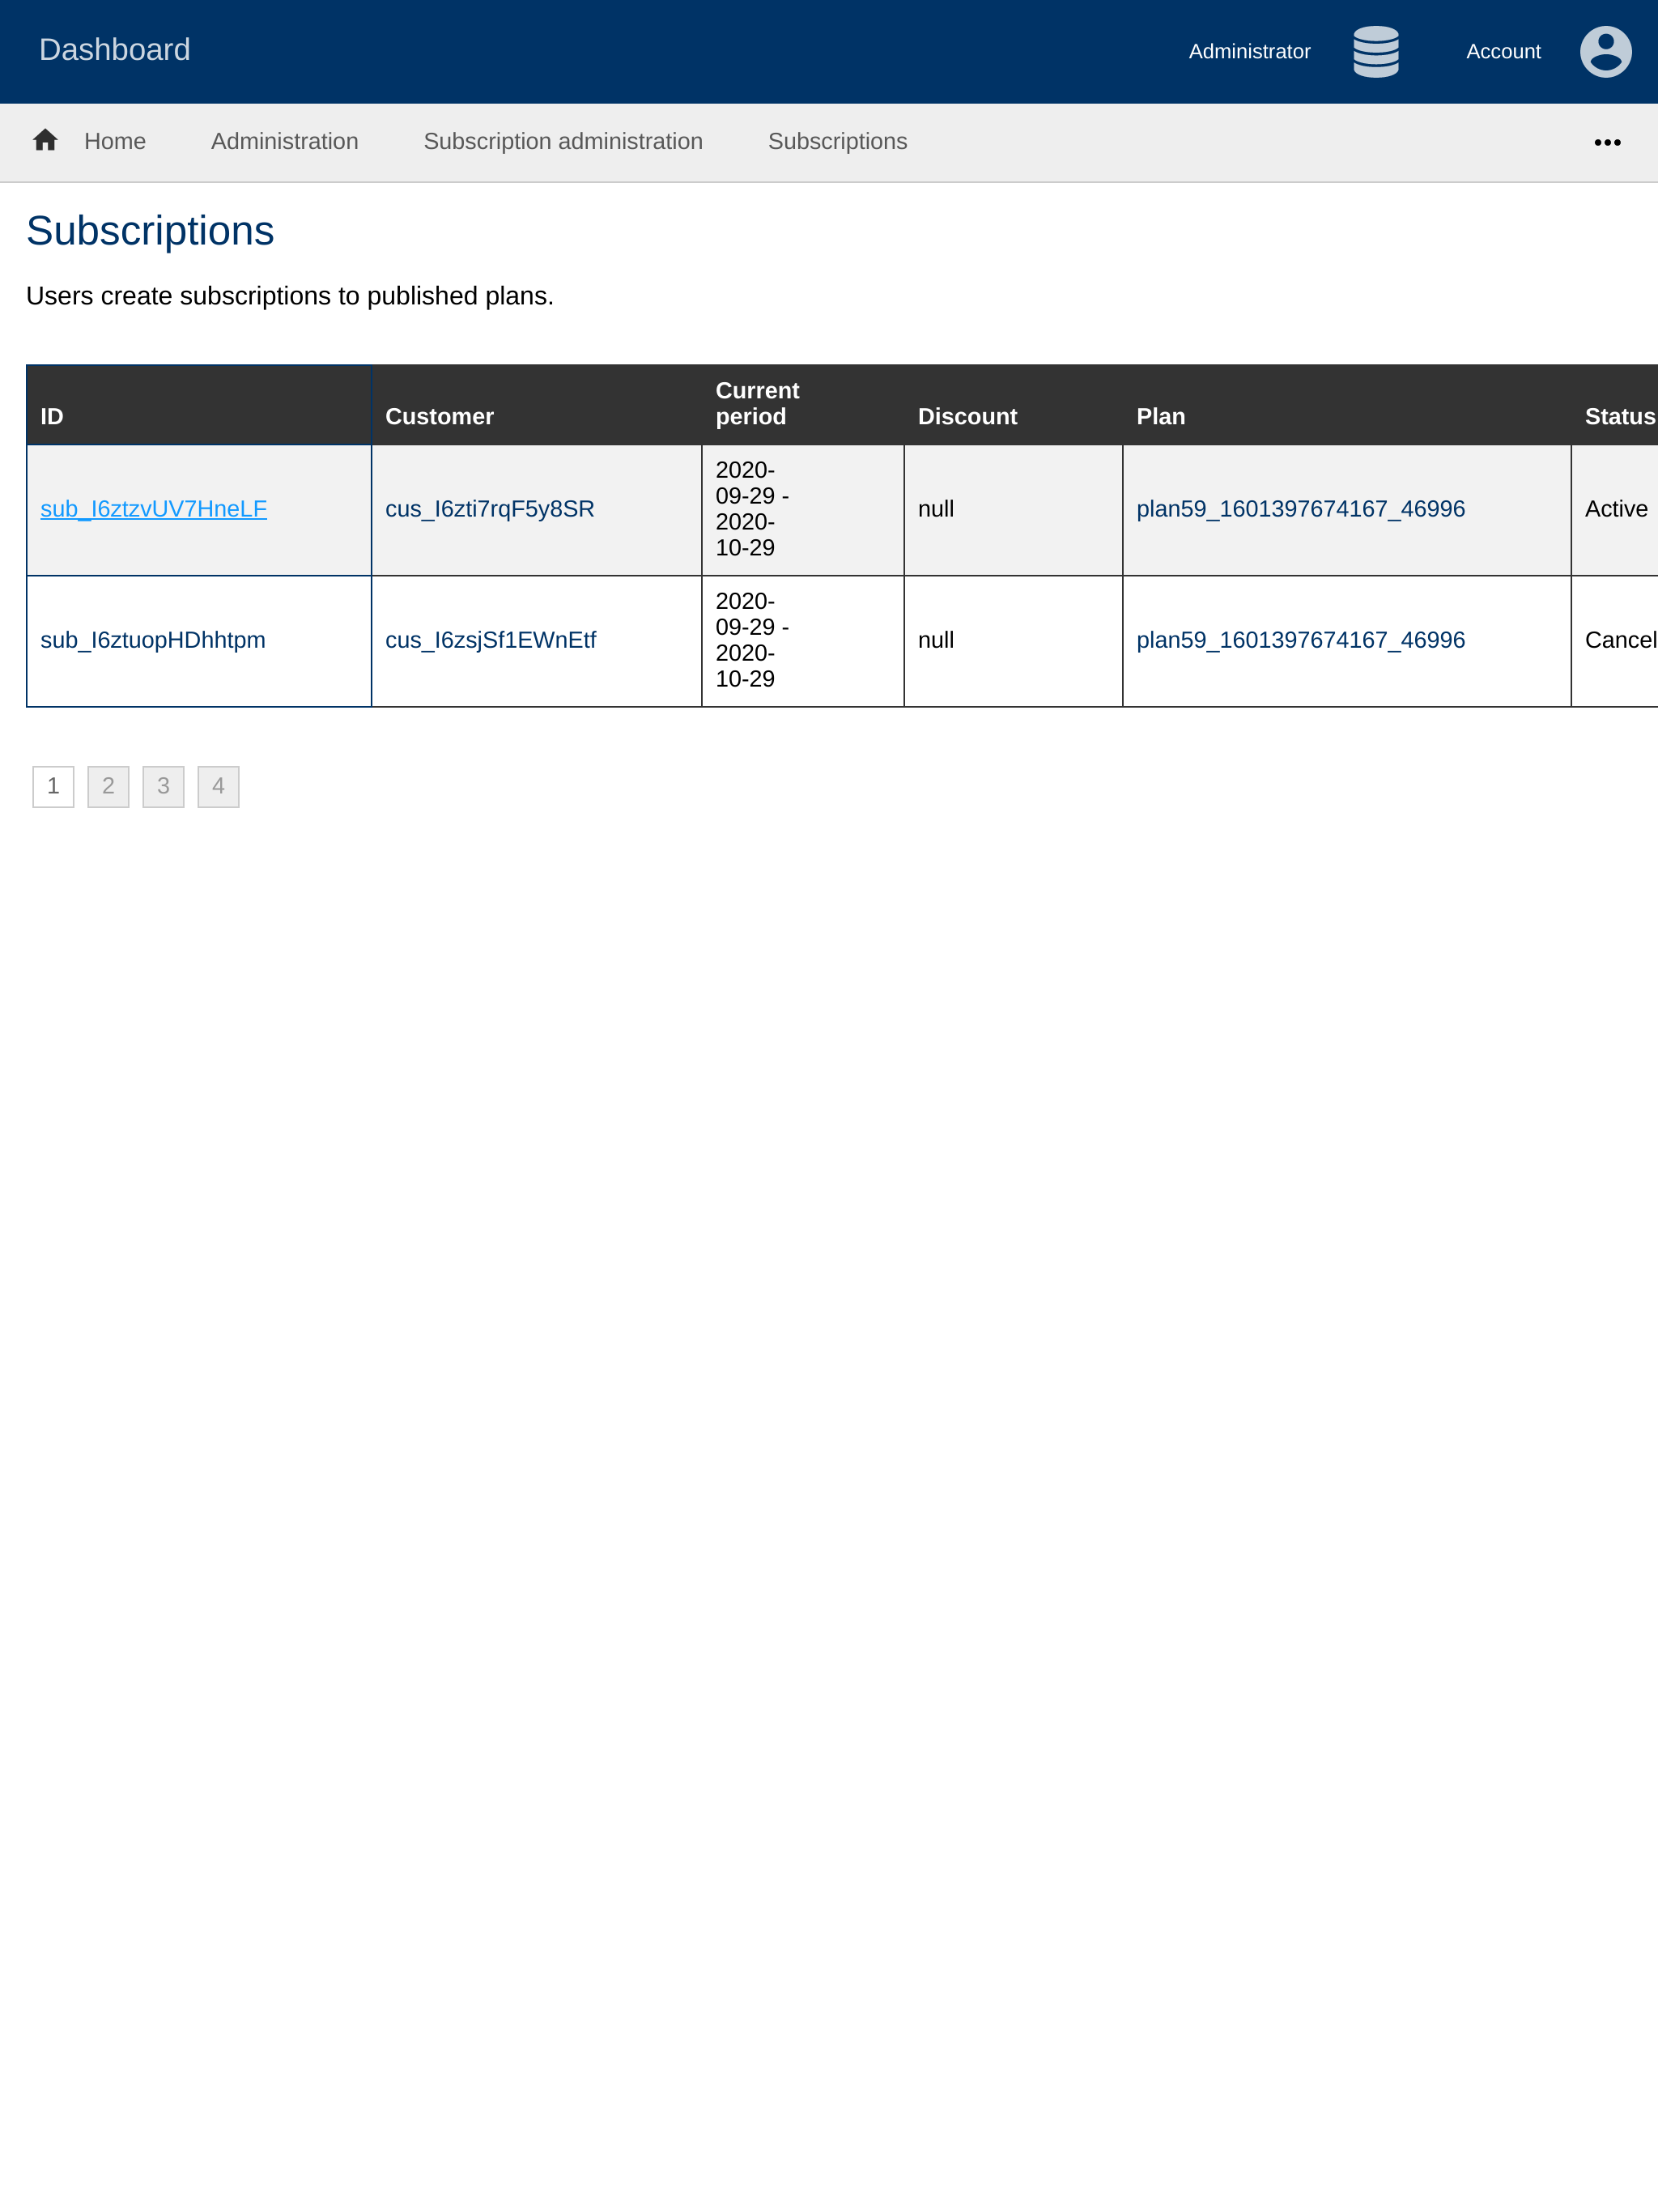 Dashboard
Administrator
Account
Home
Administration
Subscription administration
Subscriptions
Subscriptions
Users create subscriptions to published plans.
ID
Customer
Current
period
Discount
Plan
Status
sub_I6ztzvUV7HneLF
cus_I6zti7rqF5y8SR
2020-
09-29 -
2020-
10-29
null
plan59_1601397674167_46996
Active
sub_I6ztuopHDhhtpm
cus_I6zsjSf1EWnEtf
2020-
09-29 -
2020-
10-29
null
plan59_1601397674167_46996
Cancel
1
2
3
4